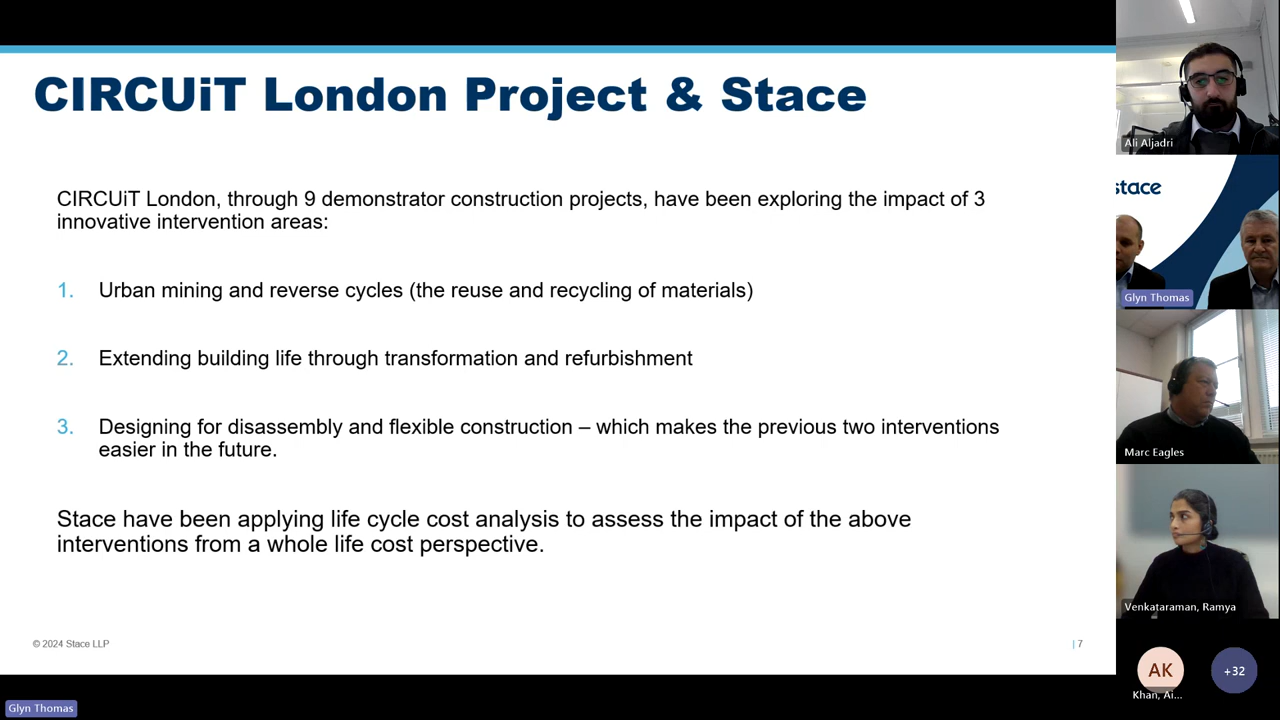 CIRCUiT London Project & Stace
CIRCUiT London, through 9 demonstrator construction projects, have been exploring the impact of 3
innovative intervention areas:
1. Urban mining and reverse cycles (the reuse and recycling of materials)
2. Extending building life through transformation and refurbishment
3. Designing for disassembly and flexible construction – which makes the previous two interventions
easier in the future.
Stace have been applying life cycle cost analysis to assess the impact of the above
interventions from a whole life cost perspective.
© 2024 Stace LLP
| 7
Glyn Thomas
Ali Aljadri
stace
Glyn Thomas
Marc Eagles
Venkataraman, Ramya
AK
Khan, Ai...
+32